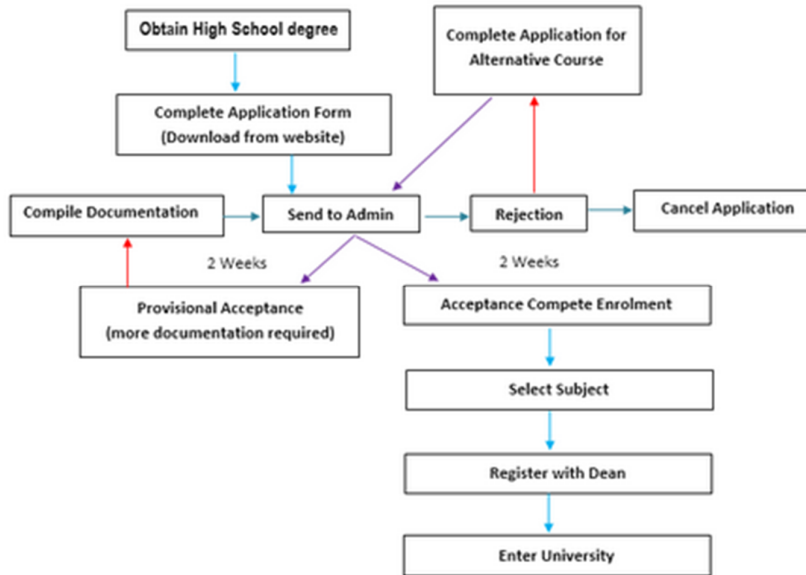 Obtain High School degree
Complete Application for
Alternative Course
Complete Application Form
(Download from website)
Compile Documentation
Send to Admin
Rejection
Cancel Application
2 Weeks
2 Weeks
Provisional Acceptance
(more documentation required)
Acceptance Compete Enrolment
Select Subject
Register with Dean
Enter University